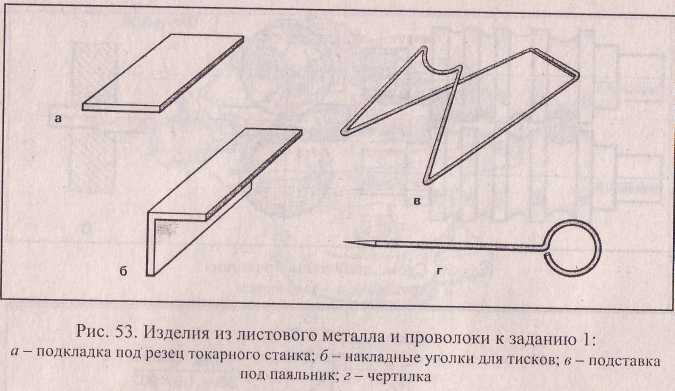 а
в
б
г
Рис. 53. Изделия из листового металла и проволоки к заданию 1:
а – подкладка под резец токарного станка; б – накладные уголки для тисков; в – подставка
под паяльник; г – чертилка